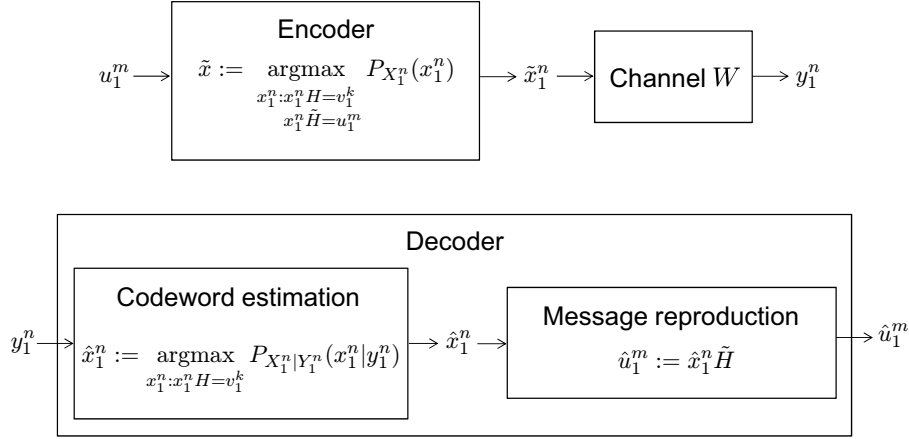 Encoder
u_1^m
x̃ := argmax P_{X_1^n}(x_1^n)
x_1^n : x_1^n H = v_1^k
x_1^n H̃ = u_1^m
x̃_1^n
Channel W
y_1^n
Decoder
y_1^n
Codeword estimation
x̂_1^n := argmax P_{X_1^n|Y_1^n}(x_1^n|y_1^n)
x_1^n : x_1^n H = v_1^k
x̂_1^n
Message reproduction
û_1^m := x̂_1^n H̃
û_1^m